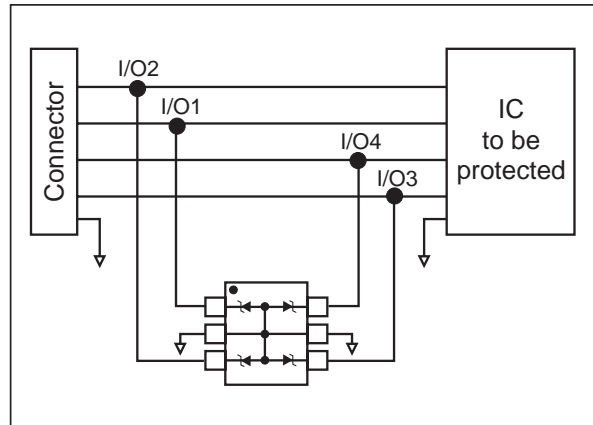 Connector
I/O2
I/O1
I/O4
I/O3
IC
to be
protected